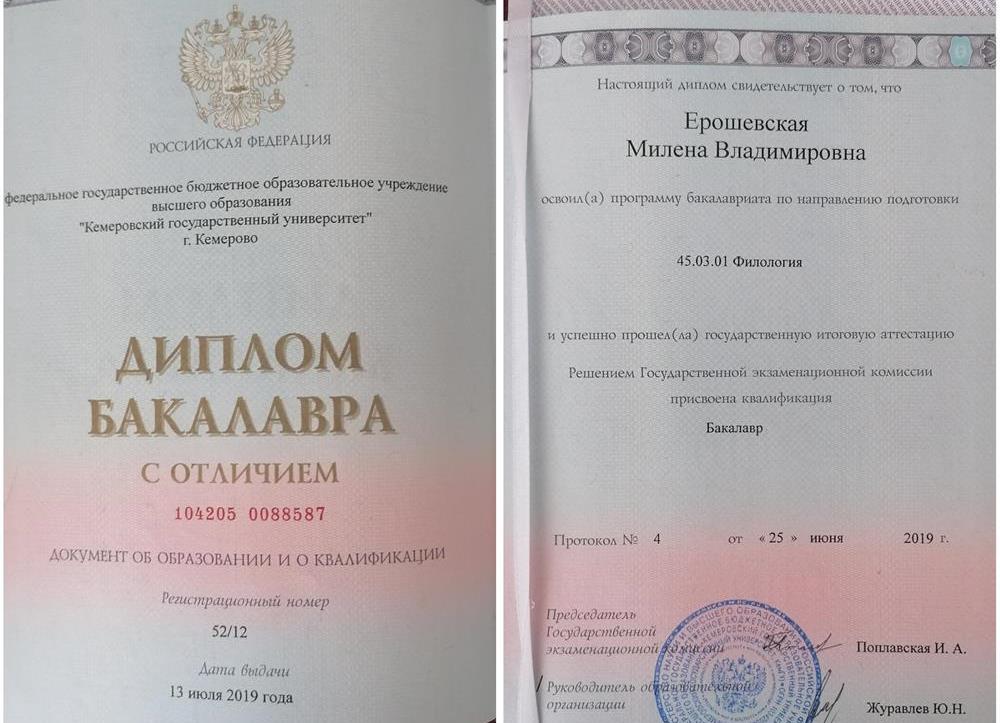 РОССИЙСКАЯ ФЕДЕРАЦИЯ
федеральное государственное бюджетное образовательное учреждение
высшего образования
"Кемеровский государственный университет"
г. Кемерово
ДИПЛОМ
БАКАЛАВРА
С ОТЛИЧИЕМ
104205 0088587
ДОКУМЕНТ ОБ ОБРАЗОВАНИИ И О КВАЛИФИКАЦИИ
Регистрационный номер
52/12
Дата выдачи
13 июля 2019 года
Настоящий диплом свидетельствует о том, что
Ерошевская
Милена Владимировна
освоил(а) программу бакалавриата по направлению подготовки
45.03.01 Филология
и успешно прошел(ла) государственную итоговую аттестацию
Решением Государственной экзаменационной комиссии
присвоена квалификация
Бакалавр
Протокол № 4 от « 25 » июня 2019 г.
Председатель
Государственной
экзаменационной комиссии Поплавская И. А.
Руководитель образовательной
организации Журавлев Ю.Н.